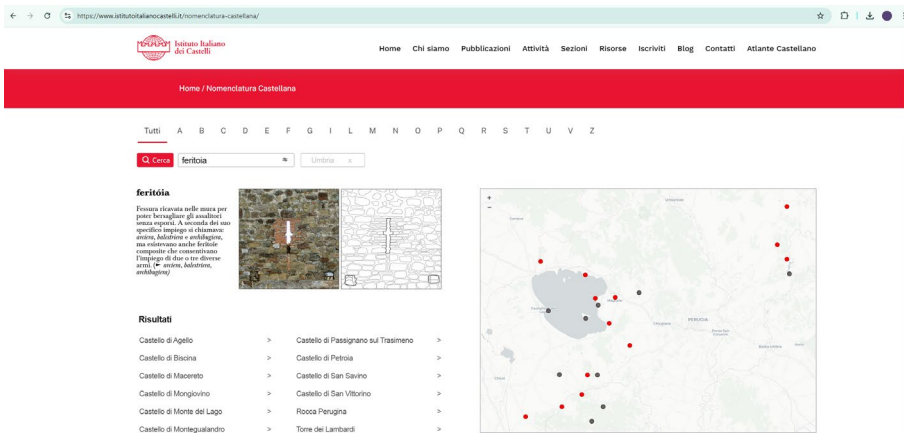 https://www.istitutoitalianocastelli.it/nomenclatura-castellana/
Istituto Italiano
dei Castelli
Home Chi siamo Pubblicazioni Attività Sezioni Risorse Iscriviti Blog Contatti Atlante Castellano
Home / Nomenclatura Castellana
Tutti A B C D E F G I L M N O P Q R S T U V Z
Cerca feritoia Umbria x
feritóia
Fessura ricavata nelle mura per
poter bersagliare gli assalitori
senza esporsi. A seconda del suo
specifico impiego si chiamava:
arciera, balestriera e archibugiera,
ma esistevano anche feritoie
composite che consentivano
l'impiego di due o tre diverse
armi. (☛ arciera, balestriera,
archibugiera)
+
−
PERUGIA
Risultati
Castello di Agello > Castello di Passignano sul Trasimeno >
Castello di Biscina > Castello di Petroia >
Castello di Macereto > Castello di San Savino >
Castello di Mongiovino > Castello di San Vittorino >
Castello di Monte del Lago > Rocca Perugina >
Castello di Montegualandro > Torre dei Lambardi >